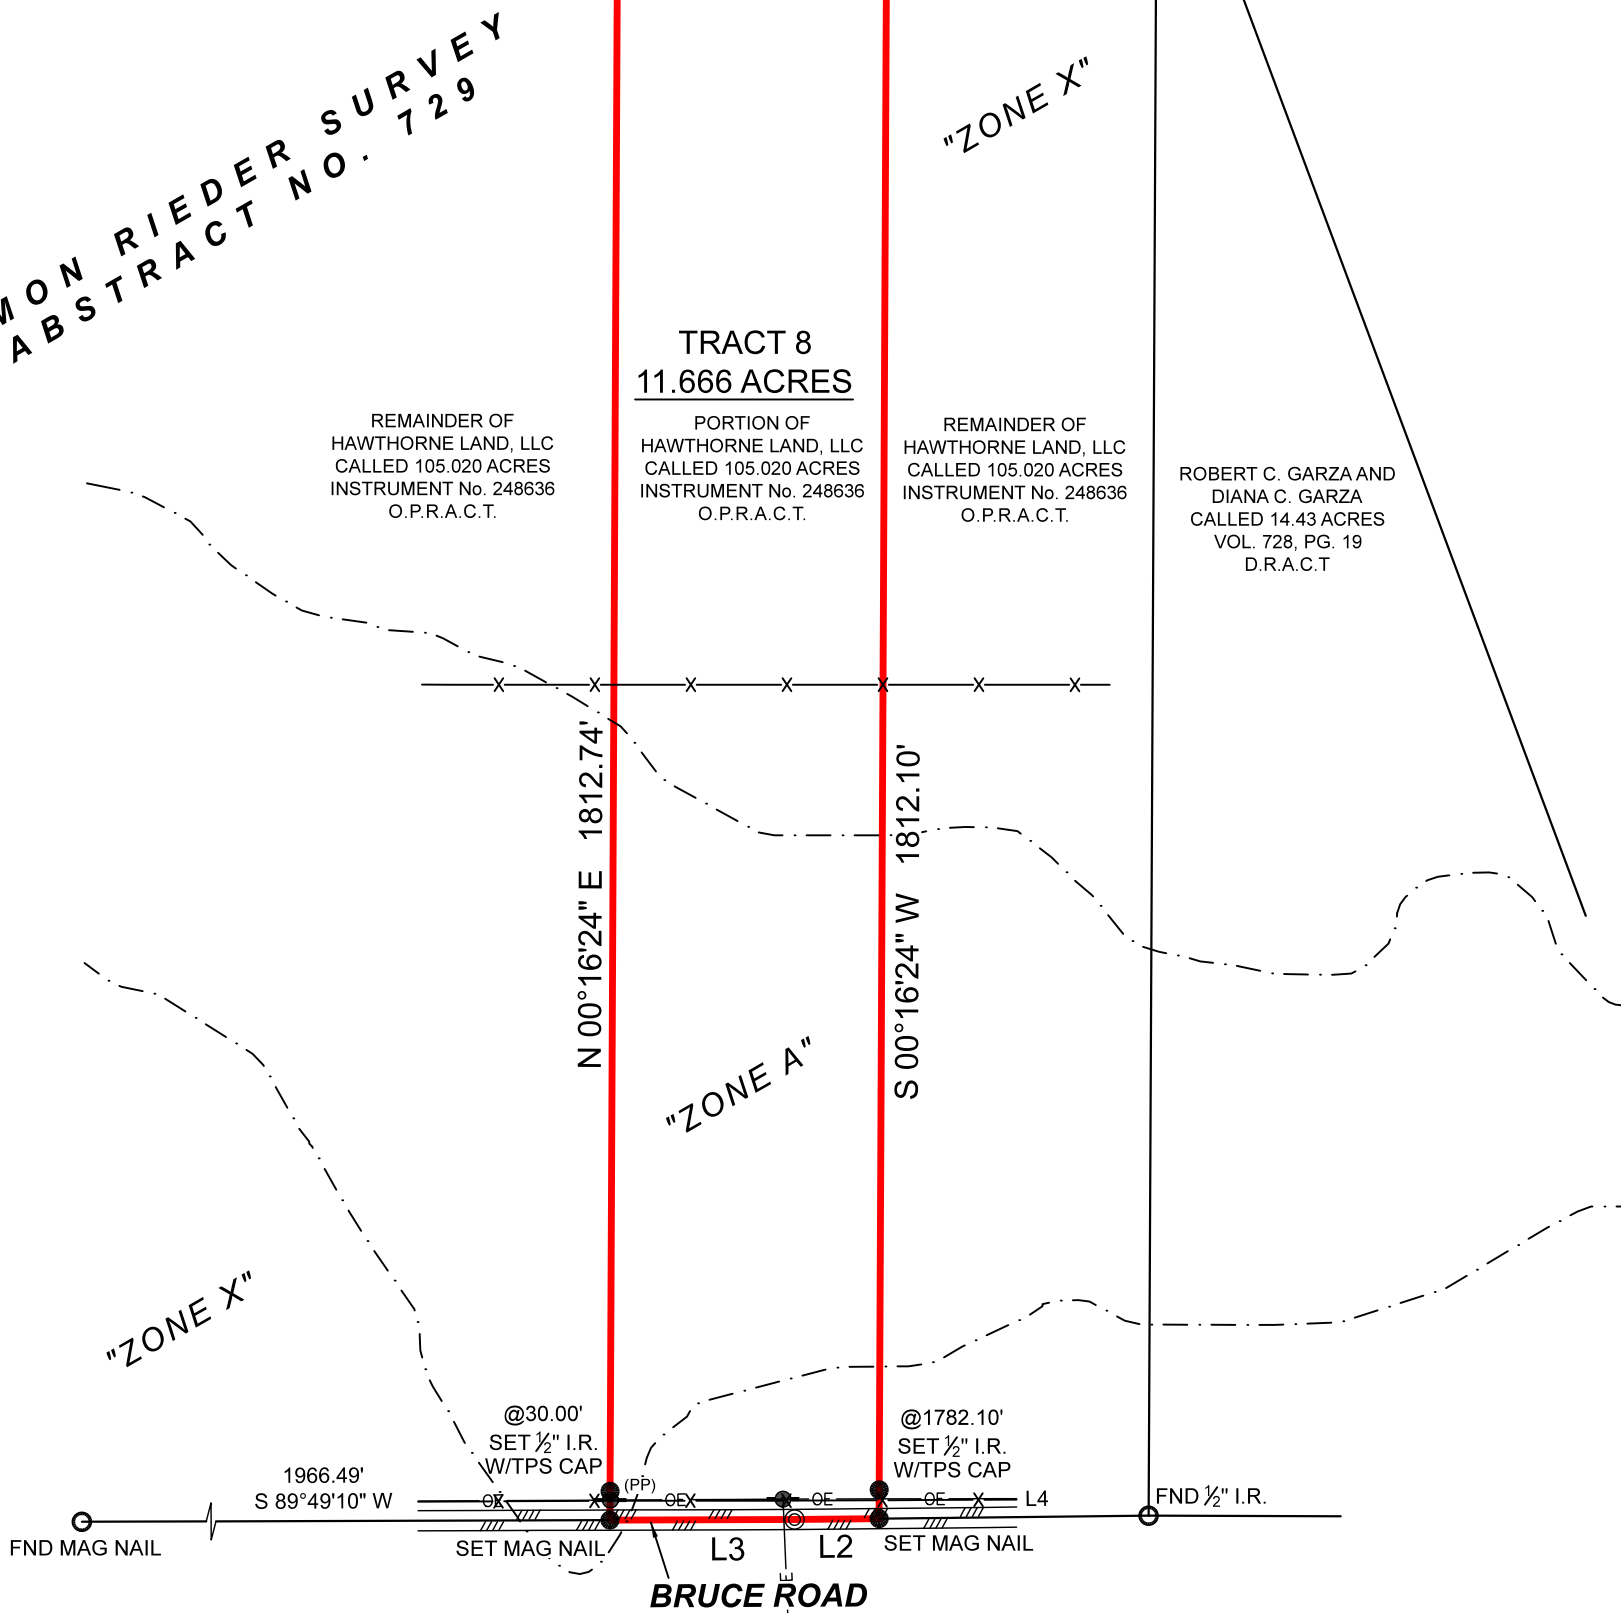 MON RIEDER SURVEY
ABSTRACT NO. 729
"ZONE X"
TRACT 8
11.666 ACRES
REMAINDER OF
HAWTHORNE LAND, LLC
CALLED 105.020 ACRES
INSTRUMENT No. 248636
O.P.R.A.C.T.
PORTION OF
HAWTHORNE LAND, LLC
CALLED 105.020 ACRES
INSTRUMENT No. 248636
O.P.R.A.C.T.
REMAINDER OF
HAWTHORNE LAND, LLC
CALLED 105.020 ACRES
INSTRUMENT No. 248636
O.P.R.A.C.T.
ROBERT C. GARZA AND
DIANA C. GARZA
CALLED 14.43 ACRES
VOL. 728, PG. 19
D.R.A.C.T
X X X X X X X
N 00°16'24" E 1812.74'
S 00°16'24" W 1812.10'
"ZONE A"
"ZONE X"
@30.00'
SET ½" I.R.
W/TPS CAP
@1782.10'
SET ½" I.R.
W/TPS CAP
1966.49'
S 89°49'10" W
(PP)
OE OE OE OE
L4
FND ½" I.R.
FND MAG NAIL
SET MAG NAIL
L3
L2
SET MAG NAIL
E
BRUCE ROAD